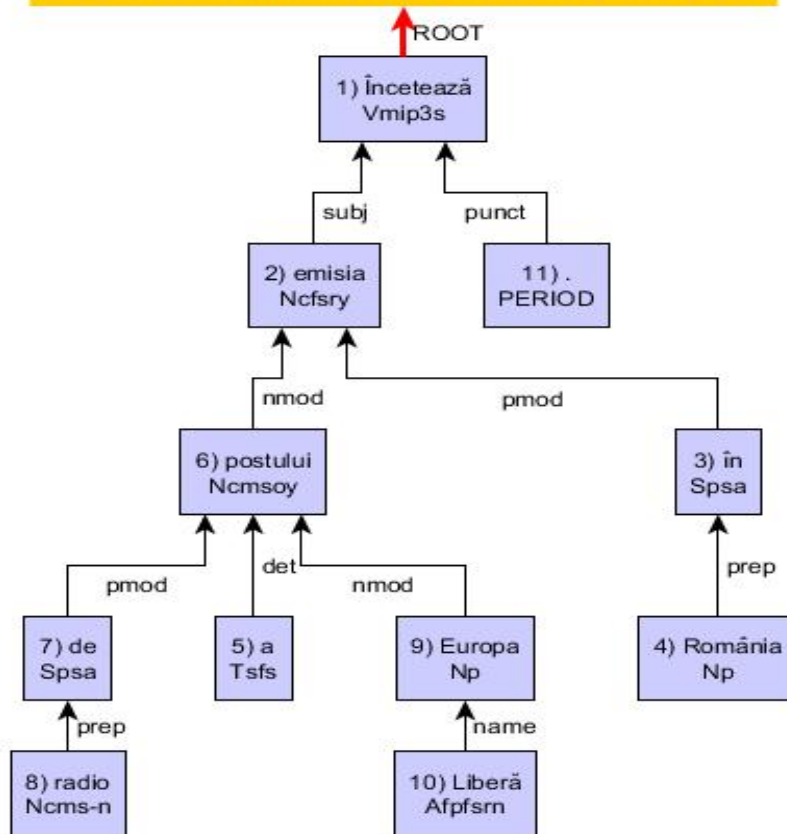 ROOT
1) Încetează
Vmip3s
subj
punct
2) emisia
Ncfsry
11) .
PERIOD
nmod
pmod
6) postului
Ncmsoy
3) în
Spsa
pmod
det
nmod
prep
7) de
Spsa
5) a
Tsfs
9) Europa
Np
4) România
Np
prep
name
8) radio
Ncms-n
10) Liberă
Afpfsrn